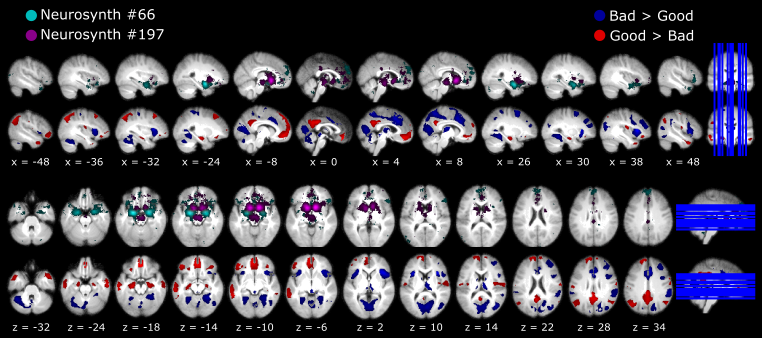 Neurosynth #66 Bad > Good
Neurosynth #197 Good > Bad
x = -48 x = -36 x = -32 x = -24 x = -8 x = 0 x = 4 x = 8 x = 26 x = 30 x = 38 x = 48
z = -32 z = -24 z = -18 z = -14 z = -10 z = -6 z = 2 z = 10 z = 14 z = 22 z = 28 z = 34